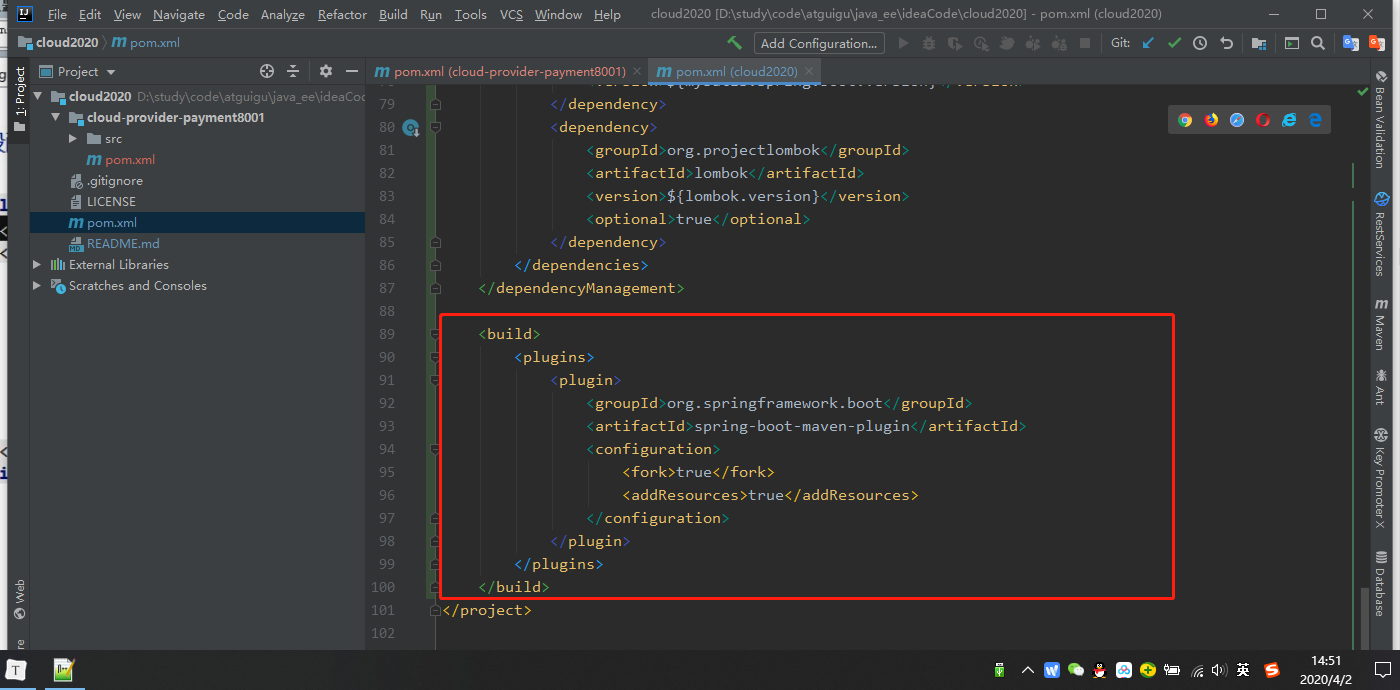 File Edit View Navigate Code Analyze Refactor Build Run Tools VCS Window Help cloud2020 [D:\study\code\atguigu\java_ee\ideaCode\cloud2020] - pom.xml (cloud2020)
cloud2020 pom.xml Add Configuration... Git:
Project pom.xml (cloud-provider-payment8001) pom.xml (cloud2020)
1: Project
cloud2020 D:\study\code\atguigu\java_ee\ideaCod
cloud-provider-payment8001
src
pom.xml
.gitignore
LICENSE
pom.xml
README.md
External Libraries
Scratches and Consoles
79 </dependency>
80 <dependency>
81 <groupId>org.projectlombok</groupId>
82 <artifactId>lombok</artifactId>
83 <version>${lombok.version}</version>
84 <optional>true</optional>
85 </dependency>
86 </dependencies>
87 </dependencyManagement>
88
89 <build>
90 <plugins>
91 <plugin>
92 <groupId>org.springframework.boot</groupId>
93 <artifactId>spring-boot-maven-plugin</artifactId>
94 <configuration>
95 <fork>true</fork>
96 <addResources>true</addResources>
97 </configuration>
98 </plugin>
99 </plugins>
100 </build>
101 </project>
102
Bean Validation
RestServices
Maven
Ant
Key Promoter X
Database
Web
英
14:51
2020/4/2